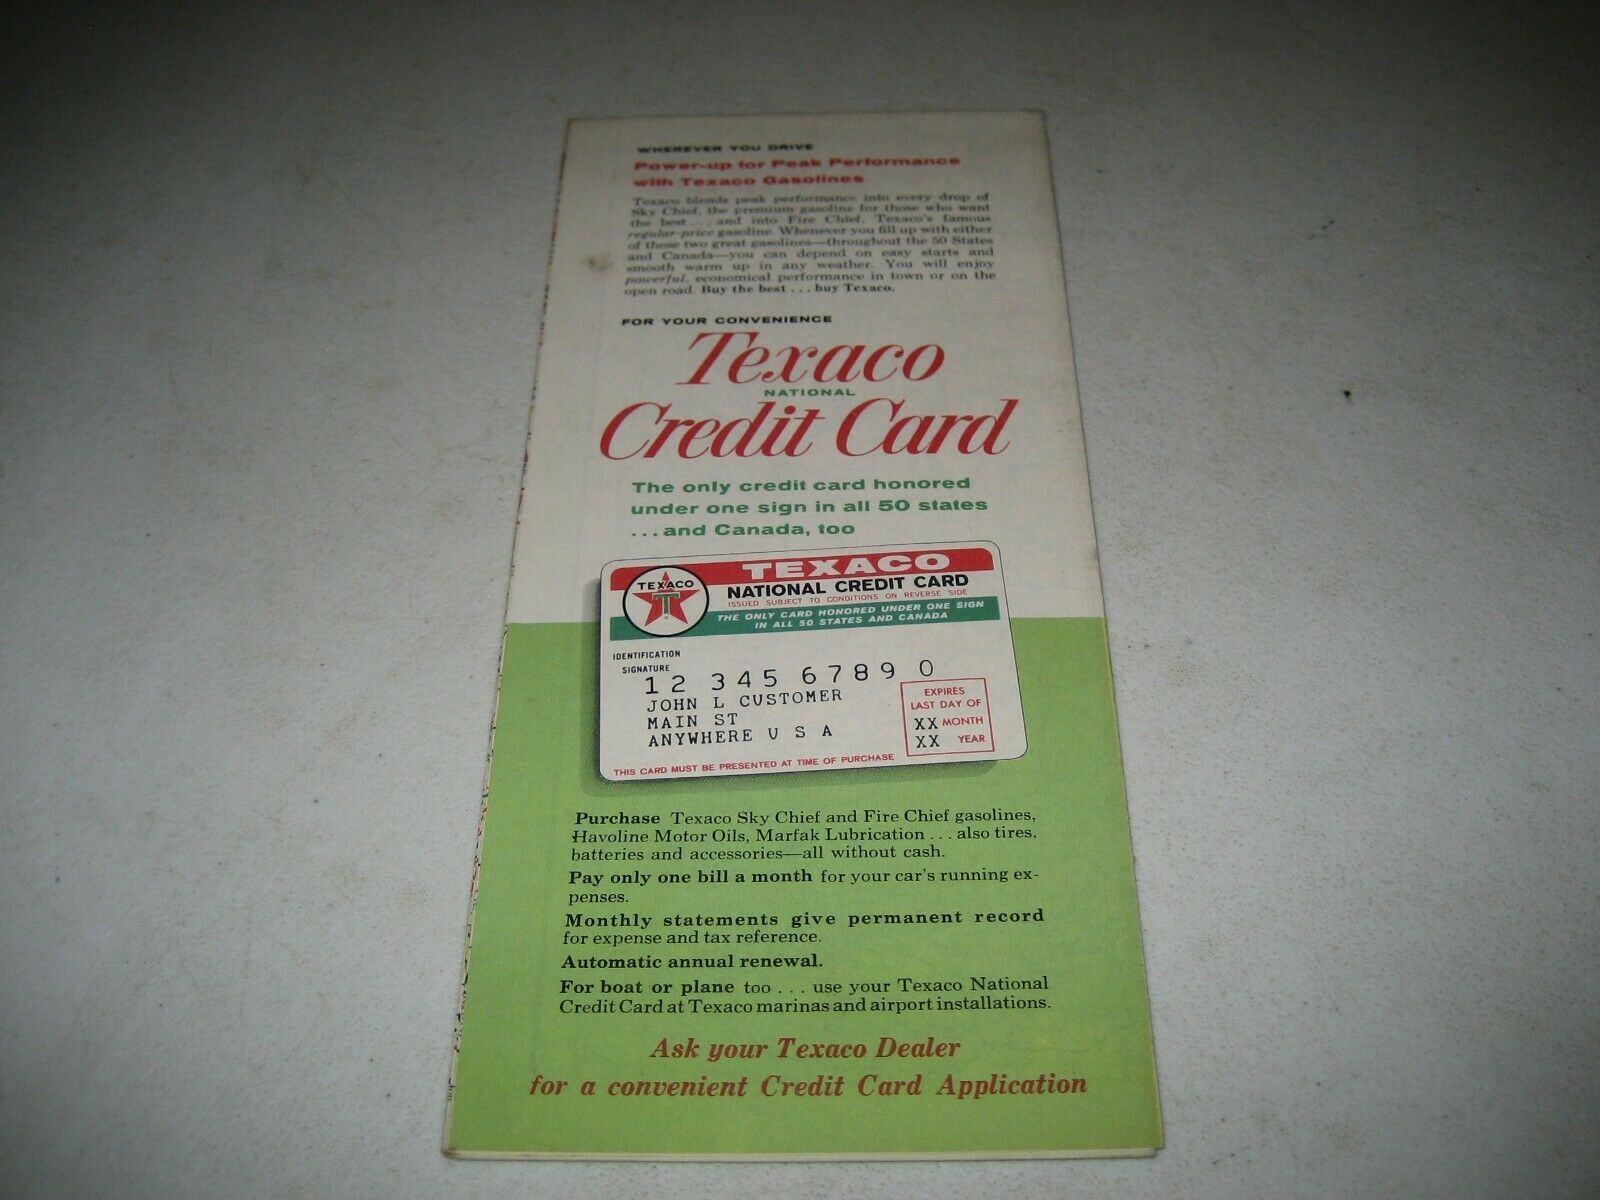 WHEREVER YOU DRIVE
Power-up for Peak Performance
with Texaco Gasolines
Texaco blends peak performance into every drop of
Sky Chief, the premium gasoline for those who want
the best . . . and into Fire Chief, Texaco's famous
regular-price gasoline. Whenever you fill up with either
of these two great gasolines—throughout the 50 States
and Canada—you can depend on easy starts and
smooth warm up in any weather. You will enjoy
powerful, economical performance in town or on the
open road. Buy the best . . . buy Texaco.
FOR YOUR CONVENIENCE
Texaco
NATIONAL
Credit Card
The only credit card honored
under one sign in all 50 states
...and Canada, too
TEXACO
TEXACO
T
NATIONAL CREDIT CARD
ISSUED SUBJECT TO CONDITIONS ON REVERSE SIDE
THE ONLY CARD HONORED UNDER ONE SIGN
IN ALL 50 STATES AND CANADA
IDENTIFICATION
SIGNATURE
12 345 6789 0
JOHN L CUSTOMER
MAIN ST
ANYWHERE U S A
EXPIRES
LAST DAY OF
XX MONTH
XX YEAR
THIS CARD MUST BE PRESENTED AT TIME OF PURCHASE
Purchase Texaco Sky Chief and Fire Chief gasolines,
Havoline Motor Oils, Marfak Lubrication . . . also tires,
batteries and accessories—all without cash.
Pay only one bill a month for your car's running ex-
penses.
Monthly statements give permanent record
for expense and tax reference.
Automatic annual renewal.
For boat or plane too . . . use your Texaco National
Credit Card at Texaco marinas and airport installations.
Ask your Texaco Dealer
for a convenient Credit Card Application